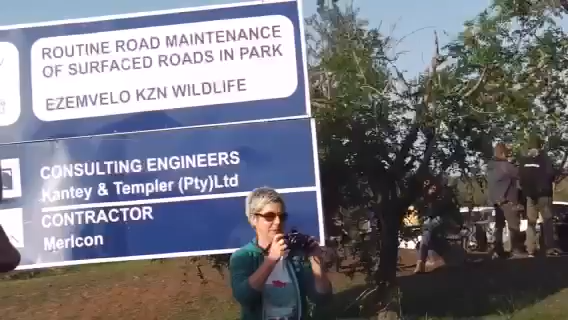 ROUTINE ROAD MAINTENANCE
OF SURFACED ROADS IN PARK
EZEMVELO KZN WILDLIFE
CONSULTING ENGINEERS
Kantey & Templer (Pty)Ltd
CONTRACTOR
Mericon